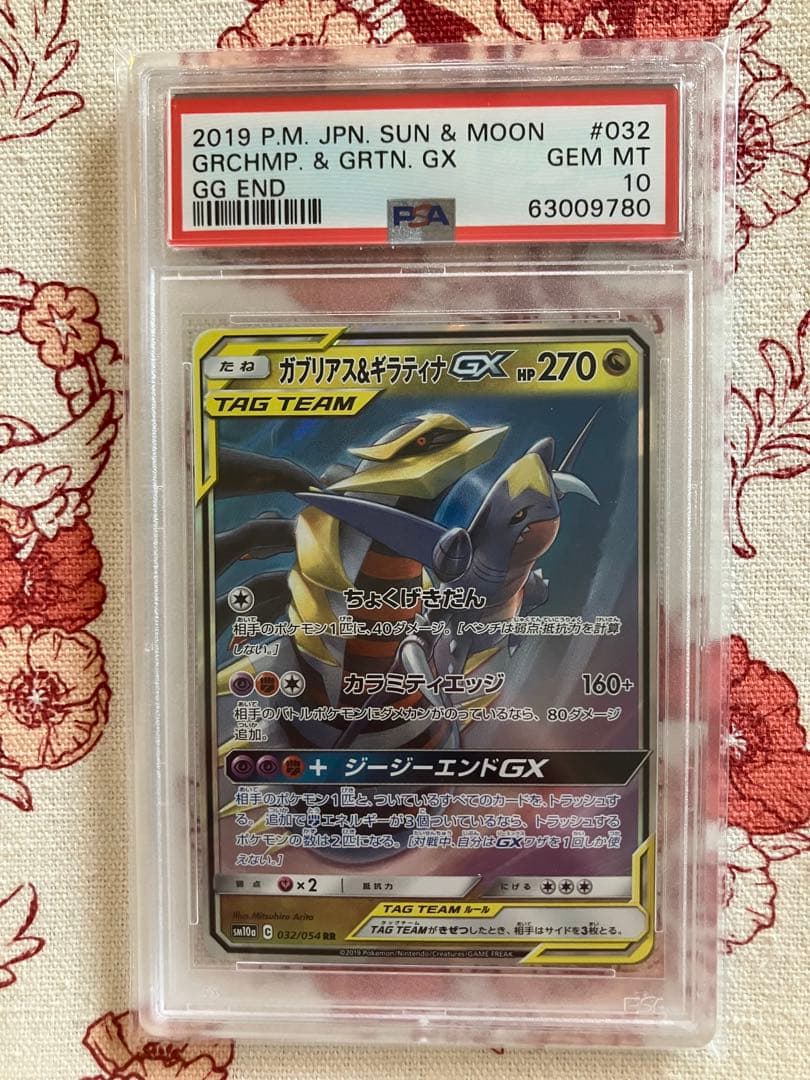 2019 P.M. JPN. SUN & MOON #032
GRCHMP. & GRTN. GX GEM MT
GG END 10
PSA 63009780
たね ガブリアス&ギラティナGX HP270
TAG TEAM
ちょくげきだん
相手のポケモン1匹に、40ダメージ。[ベンチは弱点・抵抗力を計算
しない。]
カラミティエッジ 160+
相手のバトルポケモンにダメカンがのっているなら、80ダメージ
追加。
+ ジージーエンドGX
相手のポケモン1匹と、ついているすべてのカードを、トラッシュす
る。追加でエネルギーが3個ついているなら、トラッシュする
ポケモンの数は2匹になる。[対戦中、自分はGXワザを1回しか使
えない。]
弱点 ×2 抵抗力 にげる
Illus. Mitsuhiro Arita
TAG TEAM ルール
TAG TEAMがきぜつしたとき、相手はサイドを3枚とる。
sm10a C 032/054 RR
©2019 Pokémon/Nintendo/Creatures/GAME FREAK